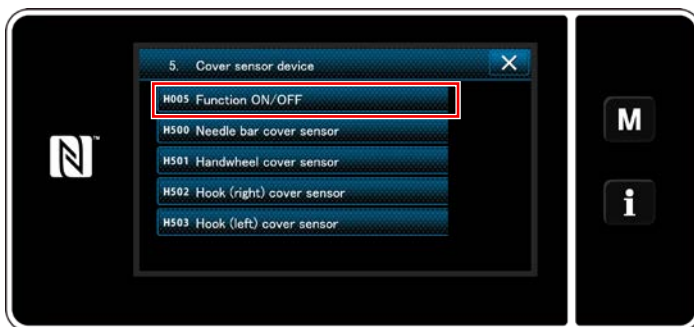 5. Cover sensor device
H005 Function ON/OFF
H500 Needle bar cover sensor
H501 Handwheel cover sensor
H502 Hook (right) cover sensor
H503 Hook (left) cover sensor
N
M
i